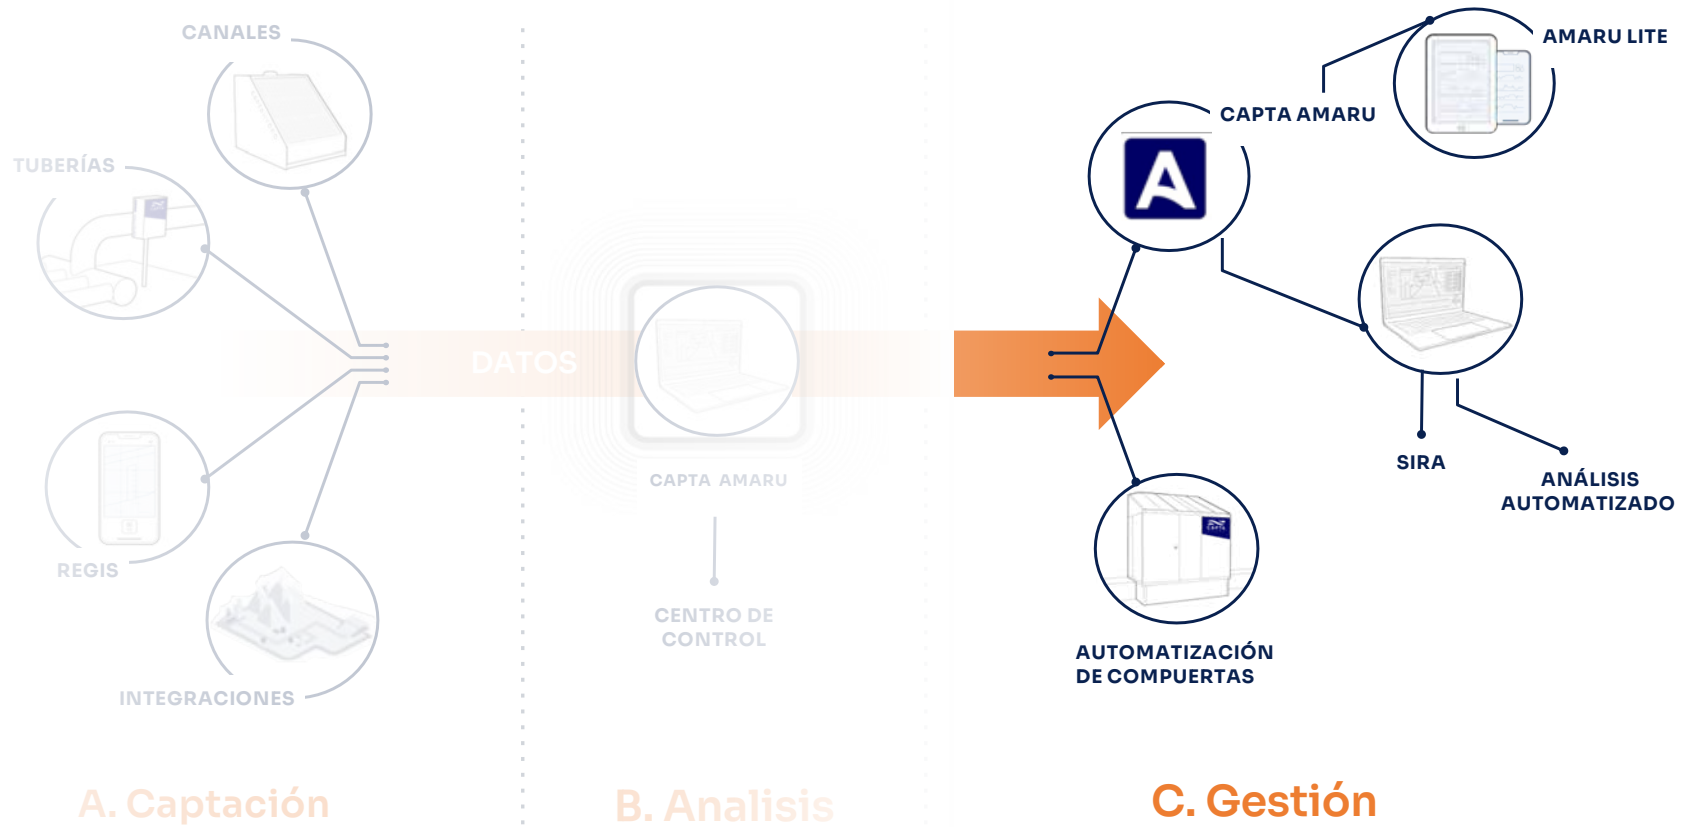 CANALES
TUBERÍAS
REGIS
INTEGRACIONES
A. Captación
DATOS
CAPTA AMARU
CENTRO DE
CONTROL
B. Analisis
AMARU LITE
CAPTA AMARU
A
SIRA
ANÁLISIS
AUTOMATIZADO
CAPTA
AUTOMATIZACIÓN
DE COMPUERTAS
C. Gestión